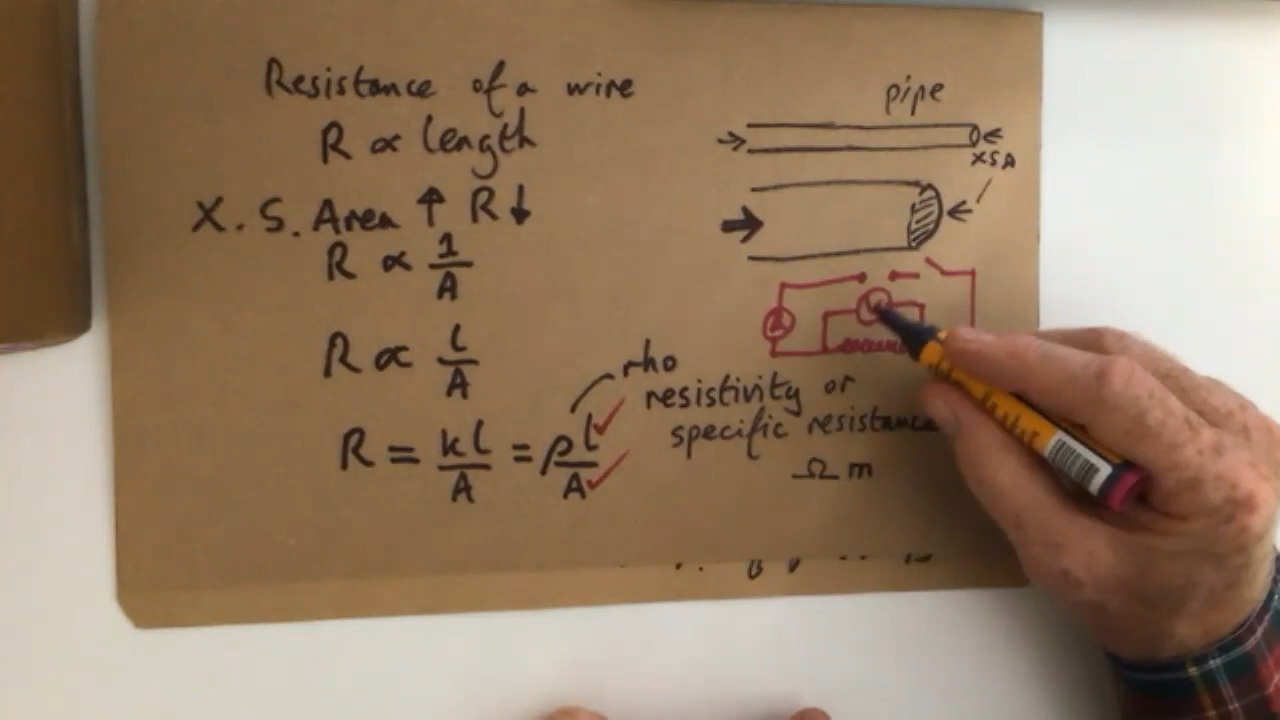 Resistance of a wire
R ∝ length
X.S. Area ↑ R ↓
R ∝ 1/A
R ∝ l/A
R = kl/A = ρl/A
rho
resistivity or
specific resistance
Ω m
pipe
XSA
A
V